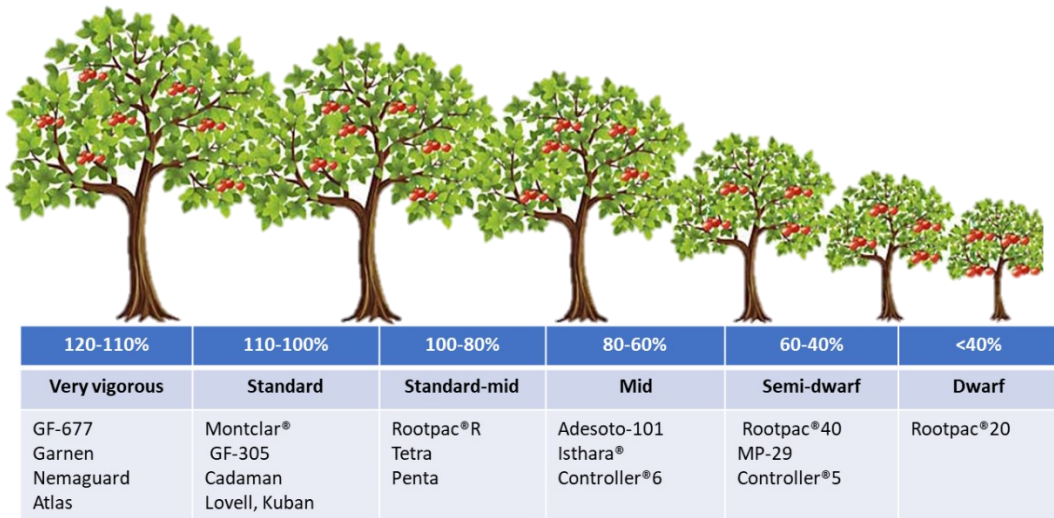 120-110% 110-100% 100-80% 80-60% 60-40% <40%
Very vigorous Standard Standard-mid Mid Semi-dwarf Dwarf
GF-677 Montclar® Rootpac®R Adesoto-101 Rootpac®40 Rootpac®20
Garnen GF-305 Tetra Isthara® MP-29
Nemaguard Cadaman Penta Controller®6 Controller®5
Atlas Lovell, Kuban